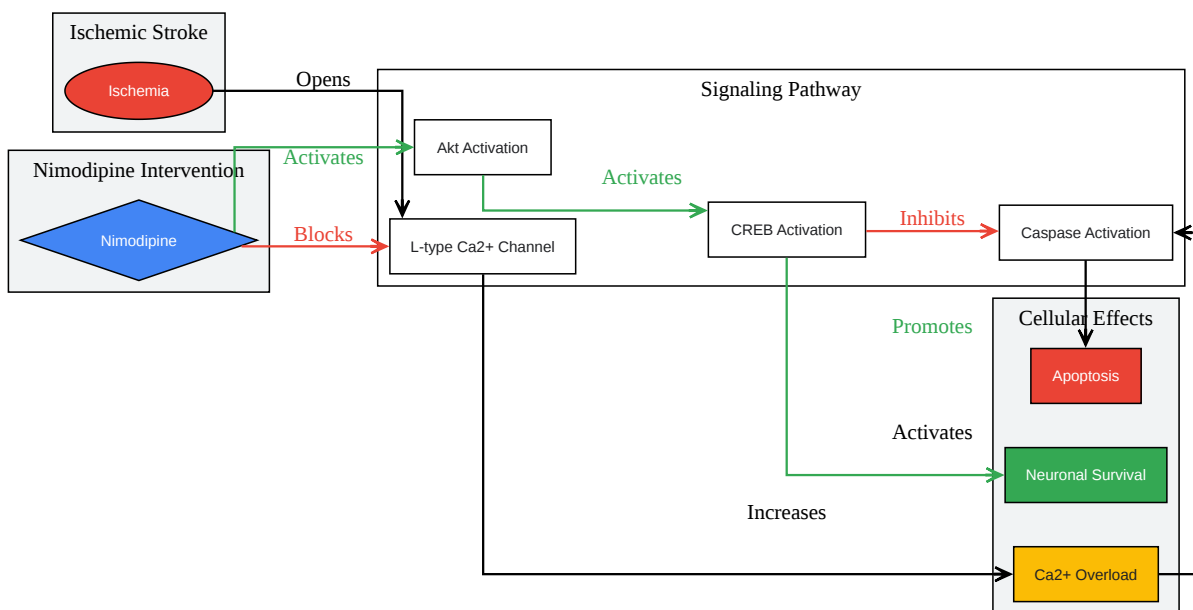 Ischemic Stroke
Ischemia
Opens
Signaling Pathway
Akt Activation
Activates
Nimodipine Intervention
Activates
Nimodipine
Blocks
L-type Ca2+ Channel
CREB Activation
Inhibits
Caspase Activation
Promotes
Cellular Effects
Apoptosis
Activates
Neuronal Survival
Increases
Ca2+ Overload